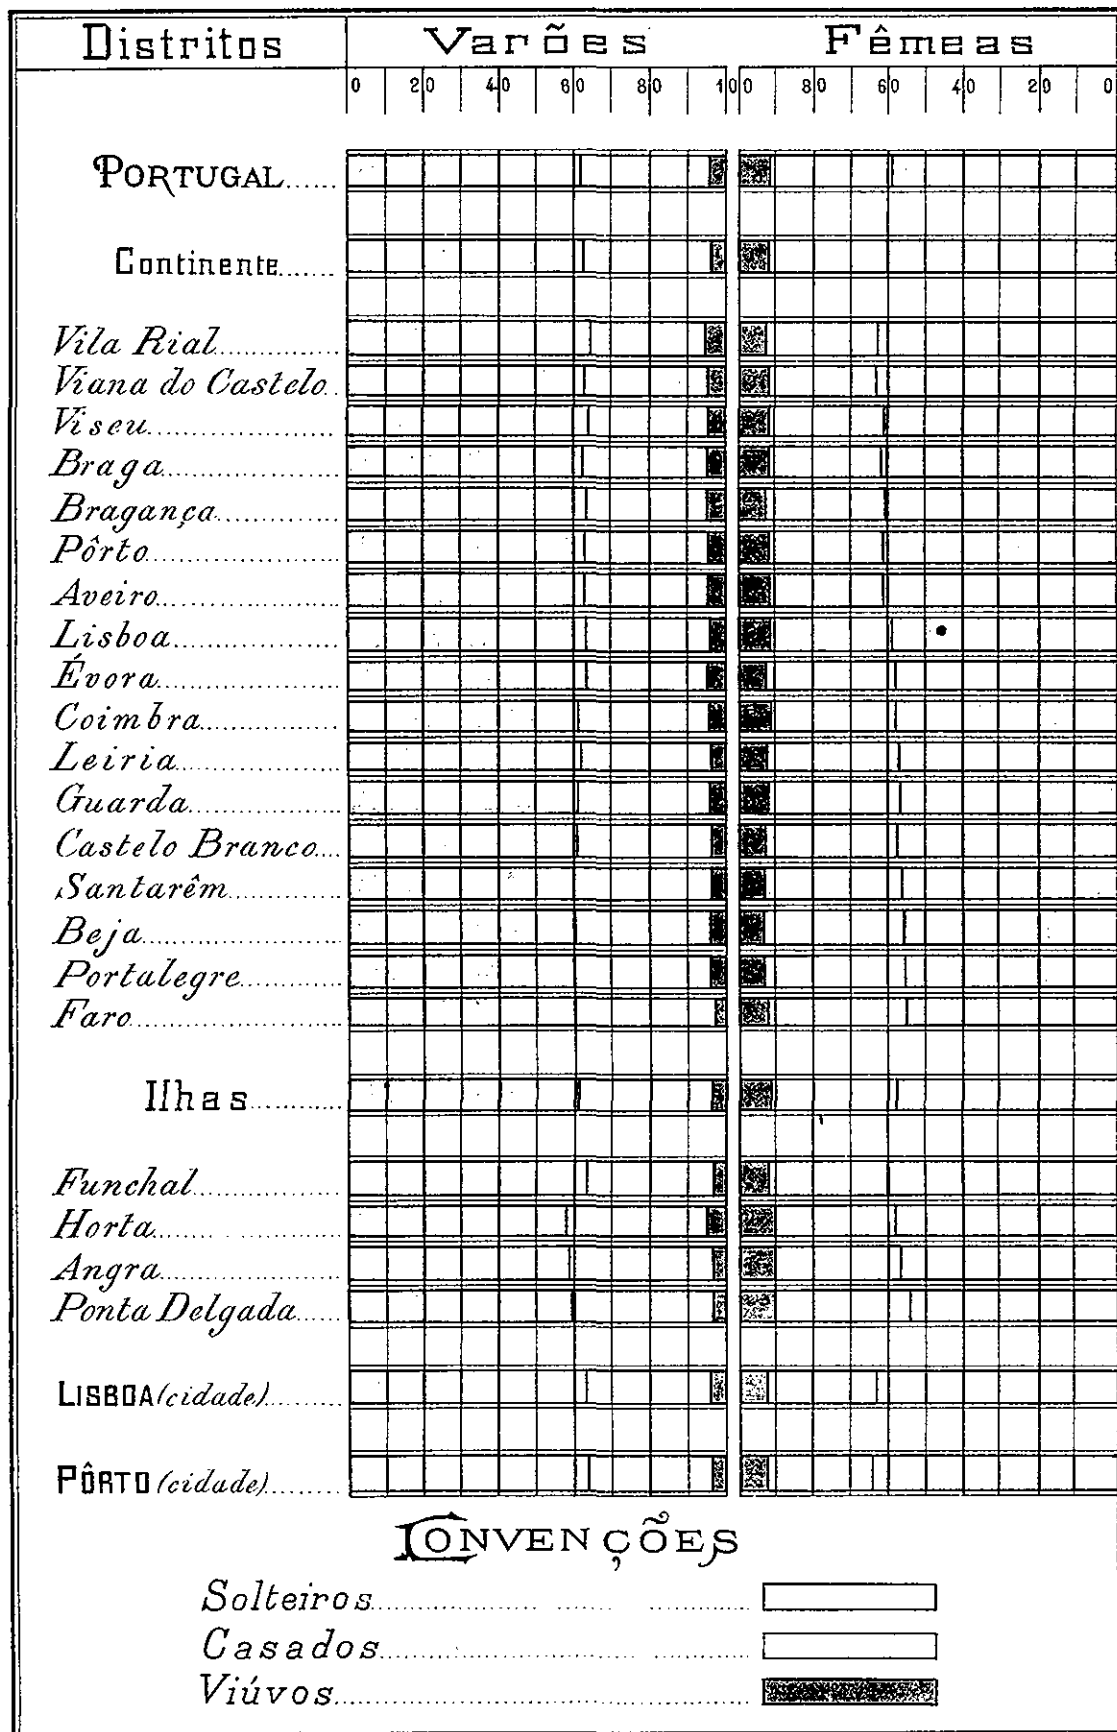 Distritos Varões Fêmeas
0 20 40 60 80 100 80 60 40 20 0
PORTUGAL......
Continente.......
Vila Rial..............
Viana do Castelo..
Viseu......................
Braga....................
Bragança..............
Pôrto......................
Aveiro.....................
Lisboa....................
Évora.....................
Coimbra................
Leiria....................
Guarda..................
Castelo Branco....
Santarêm..............
Beja........................
Portalegre.............
Faro.......................
Ilhas............
Funchal.................
Horta.....................
Angra....................
Ponta Delgada......
LISBOA (cidade)..........
PÔRTO (cidade)..........
CONVENÇÕES
Solteiros..........................
Casados..........................
Viúvos..............................